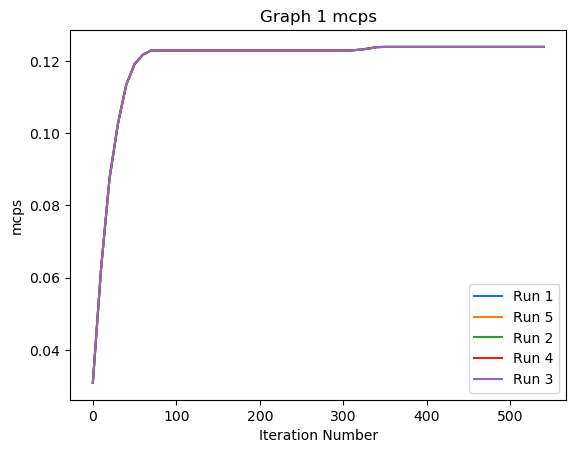 Graph 1 mcps
mcps
0.12
0.10
0.08
0.06
0.04
0
100
200
300
400
500
Iteration Number
Run 1
Run 5
Run 2
Run 4
Run 3